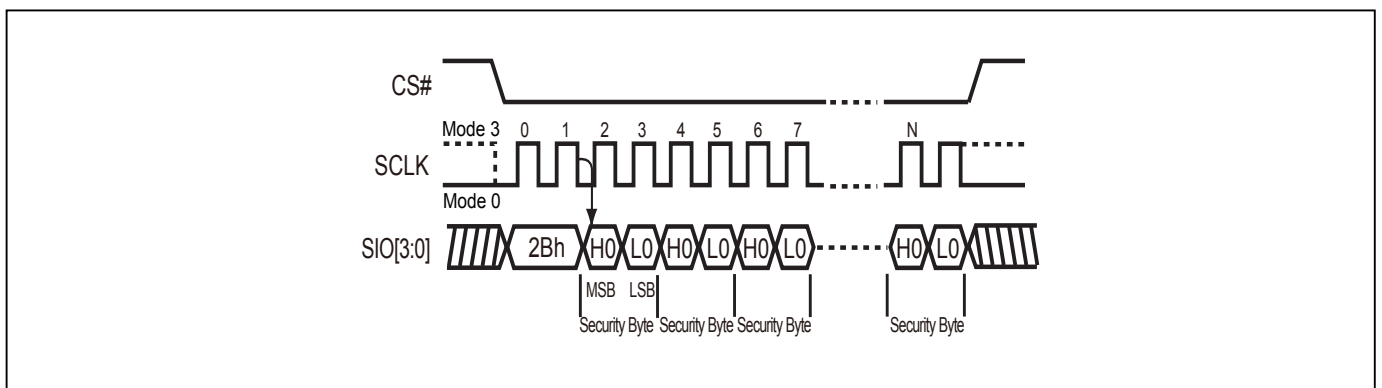 CS#
Mode 3 0 1 2 3 4 5 6 7 N
SCLK
Mode 0
SIO[3:0] 2Bh H0 L0 H0 L0 H0 L0 H0 L0
MSB LSB
Security Byte Security Byte Security Byte Security Byte